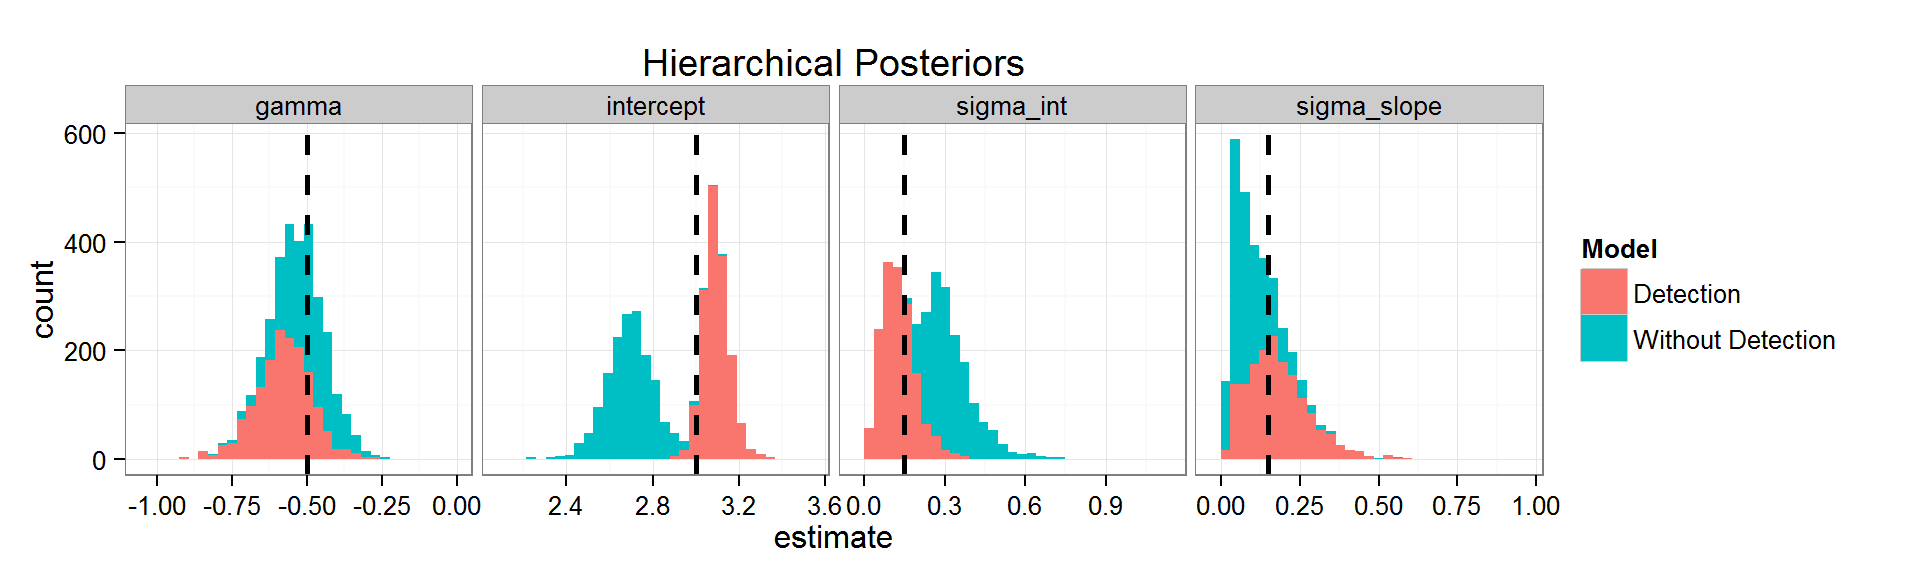 Hierarchical Posteriors
gamma intercept sigma_int sigma_slope
600
400
200
0
count
-1.00 -0.75 -0.50 -0.25 0.00 2.4 2.8 3.2 3.6 0.0 0.3 0.6 0.9 0.00 0.25 0.50 0.75 1.00
estimate
Model
Detection
Without Detection